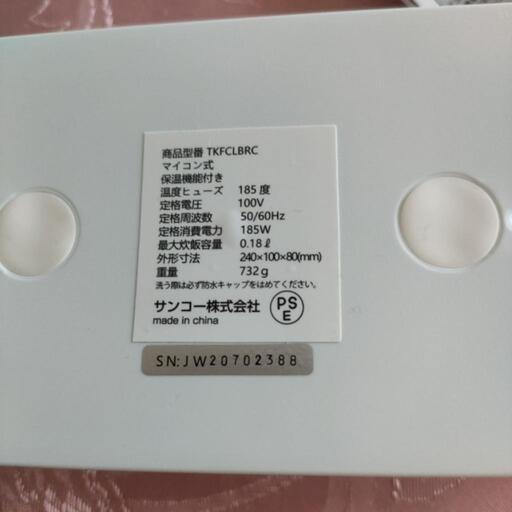 商品型番 TKFCLBRC
マイコン式
保温機能付き
温度ヒューズ 185 度
定格電圧 100V
定格周波数 50/60Hz
定格消費電力 185W
最大炊飯容量 0.18ℓ
外形寸法 240×100×80(mm)
重量 732g
洗う際は必ず防水キャップをはめてください。
サンコー株式会社
PS
E
made in china
SN:JW20702388